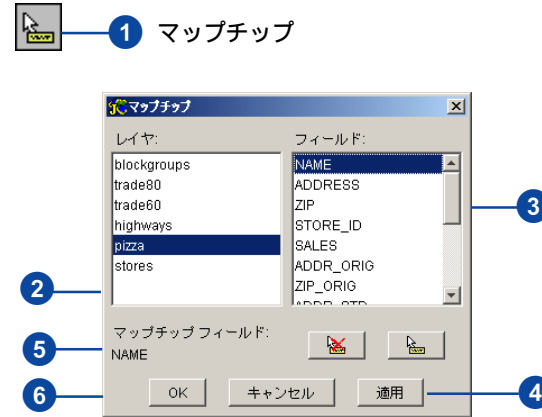 1 マップチップ
マップチップ
レイヤ:
フィールド:
blockgroups
trade80
trade60
highways
pizza
stores
NAME
ADDRESS
ZIP
STORE_ID
SALES
ADDR_ORIG
ZIP_ORIG
ADDR_STD
3
2
マップチップ フィールド:
5
NAME
6
OK
キャンセル
適用
4